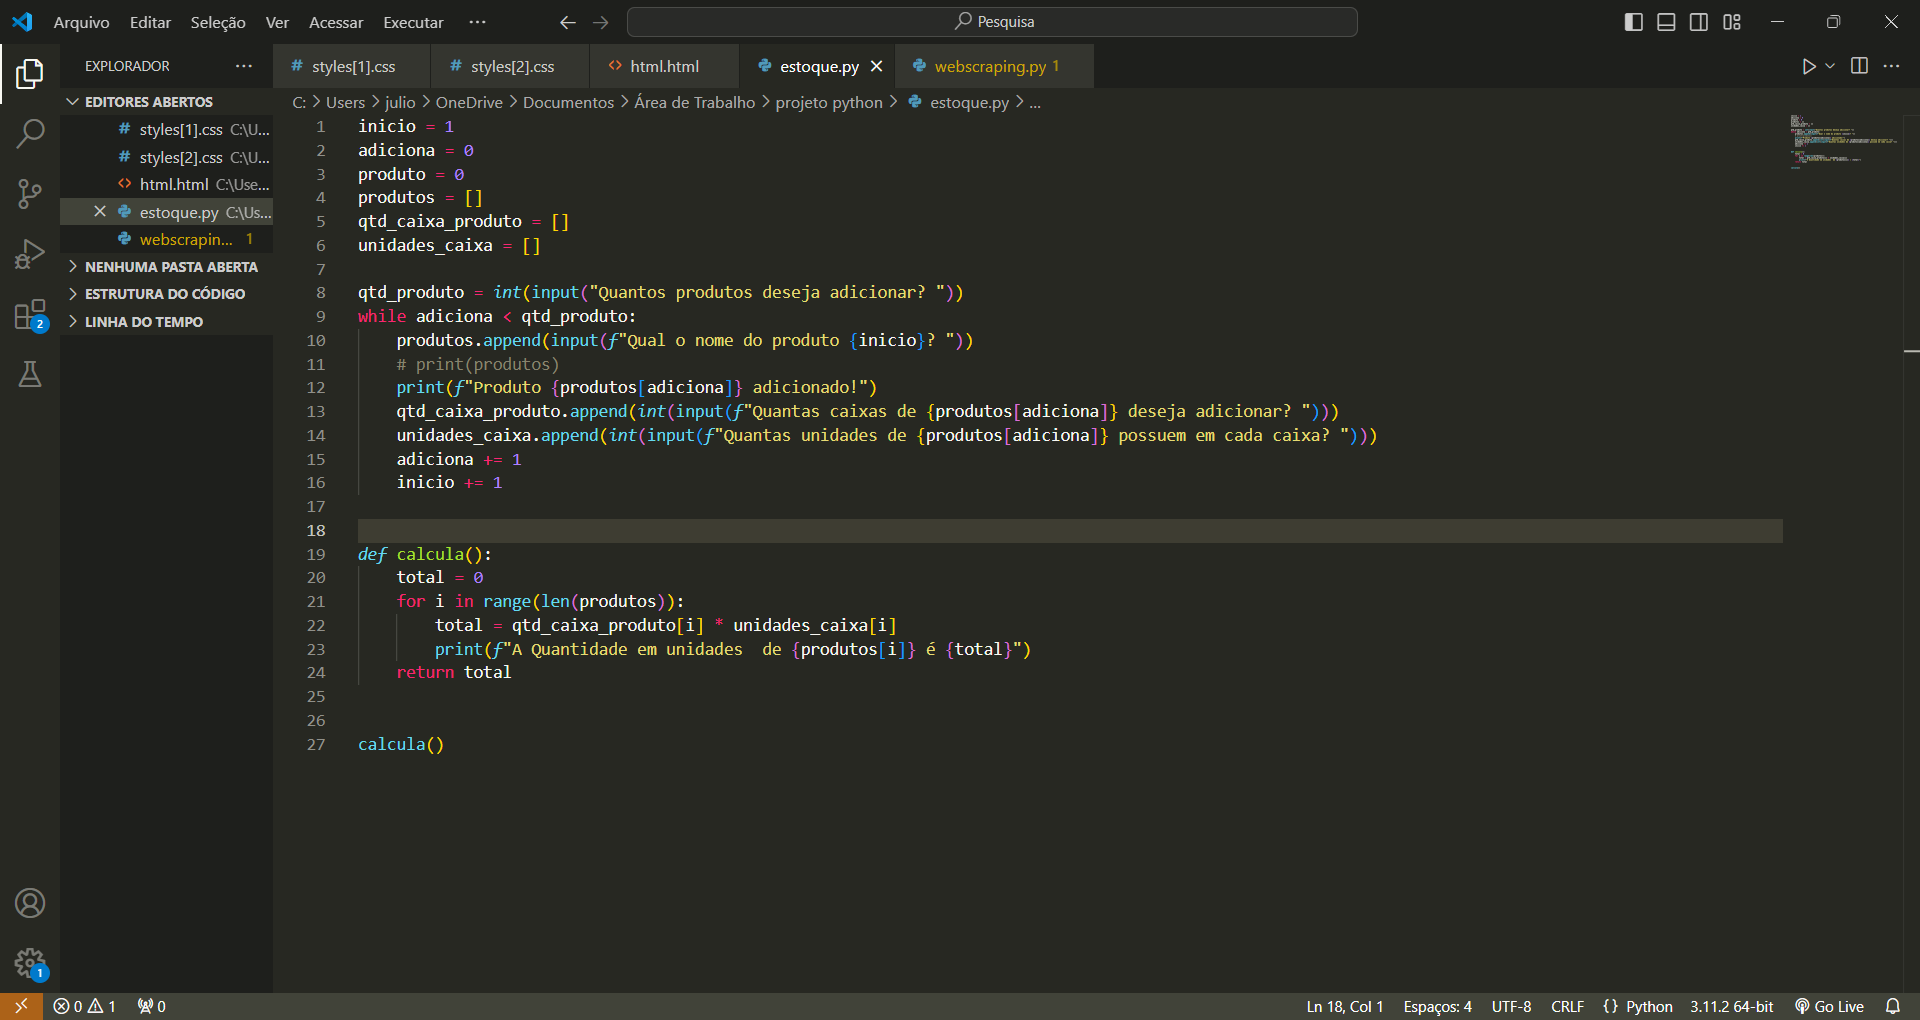 Arquivo Editar Seleção Ver Acessar Executar ··· Pesquisa
EXPLORADOR ···
# styles[1].css # styles[2].css <> html.html estoque.py webscraping.py 1
EDITORES ABERTOS
# styles[1].css C:\U...
# styles[2].css C:\U...
<> html.html C:\Use...
estoque.py C:\Us...
webscrapin... 1
NENHUMA PASTA ABERTA
ESTRUTURA DO CÓDIGO
LINHA DO TEMPO
2
1
C: > Users > julio > OneDrive > Documentos > Área de Trabalho > projeto python > estoque.py > ...
1 inicio = 1
2 adiciona = 0
3 produto = 0
4 produtos = []
5 qtd_caixa_produto = []
6 unidades_caixa = []
7
8 qtd_produto = int(input("Quantos produtos deseja adicionar? "))
9 while adiciona < qtd_produto:
10     produtos.append(input(f"Qual o nome do produto {inicio}? "))
11     # print(produtos)
12     print(f"Produto {produtos[adiciona]} adicionado!")
13     qtd_caixa_produto.append(int(input(f"Quantas caixas de {produtos[adiciona]} deseja adicionar? ")))
14     unidades_caixa.append(int(input(f"Quantas unidades de {produtos[adiciona]} possuem em cada caixa? ")))
15     adiciona += 1
16     inicio += 1
17
18
19 def calcula():
20     total = 0
21     for i in range(len(produtos)):
22         total = qtd_caixa_produto[i] * unidades_caixa[i]
23         print(f"A Quantidade em unidades  de {produtos[i]} é {total}")
24     return total
25
26
27 calcula()
0 1 0 Ln 18, Col 1 Espaços: 4 UTF-8 CRLF {} Python 3.11.2 64-bit Go Live